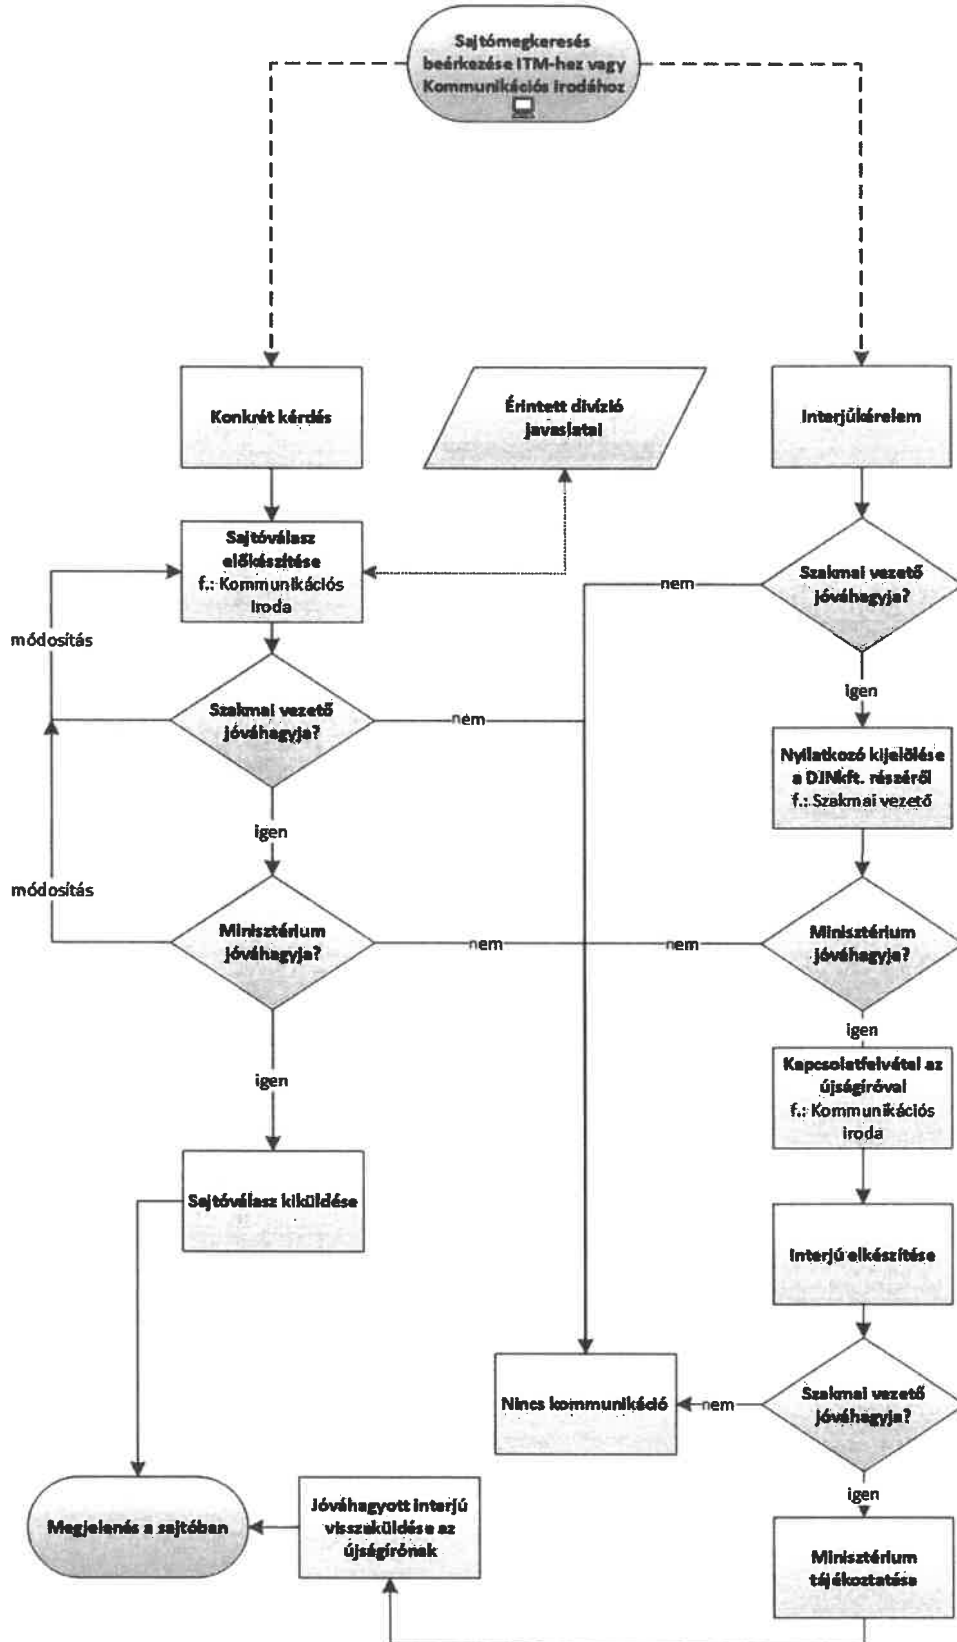 Sajtómegkeresés
beérkezése ITM-hez vagy
Kommunikációs irodához
Konkrét kérdés
Érintett divízió
javaslatai
Interjúkérelem
Sajtóválasz
előkészítése
f.: Kommunikációs
Iroda
Szakmai vezető
jóváhagyja?
nem
módosítás
igen
Szakmai vezető
jóváhagyja?
nem
Nyilatkozó kijelölése
a DJNkft. részéről
f.: Szakmai vezető
igen
módosítás
Minisztérium
jóváhagyja?
nem
nem
Minisztérium
jóváhagyja?
igen
igen
Kapcsolatfelvétel az
újságíróval
f.: Kommunikációs
iroda
Sajtóválasz kiküldése
Interjú elkészítése
Nincs kommunikáció
nem
Szakmai vezető
jóváhagyja?
igen
Megjelenés a sajtóban
Jóváhagyott interjú
visszaküldése az
újságírónak
Minisztérium
tájékoztatása